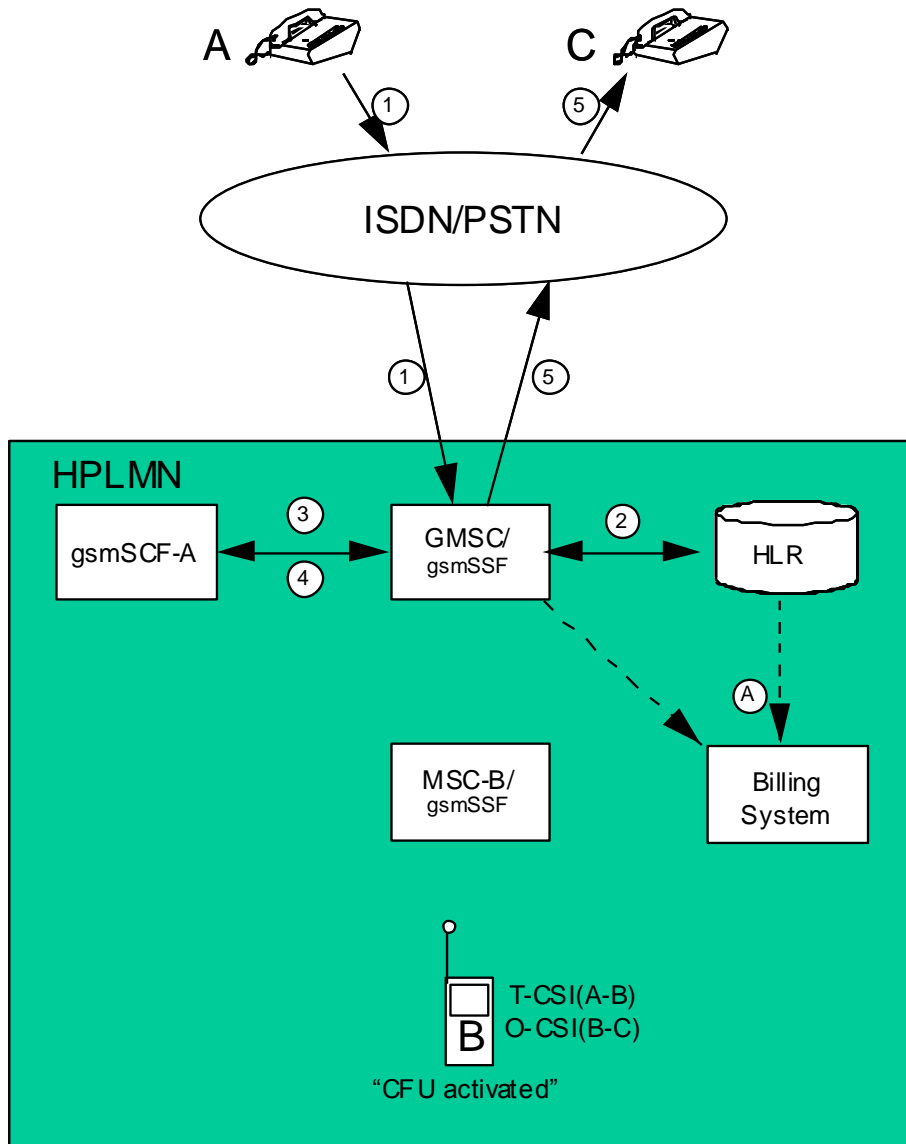 A
C
1
5
ISDN/PSTN
1
5
HPLMN
gsmSCF-A
3
4
GMSC/
gsmSSF
2
HLR
A
MSC-B/
gsmSSF
Billing
System
B
T-CSI(A-B)
O-CSI(B-C)
“CFU activated”